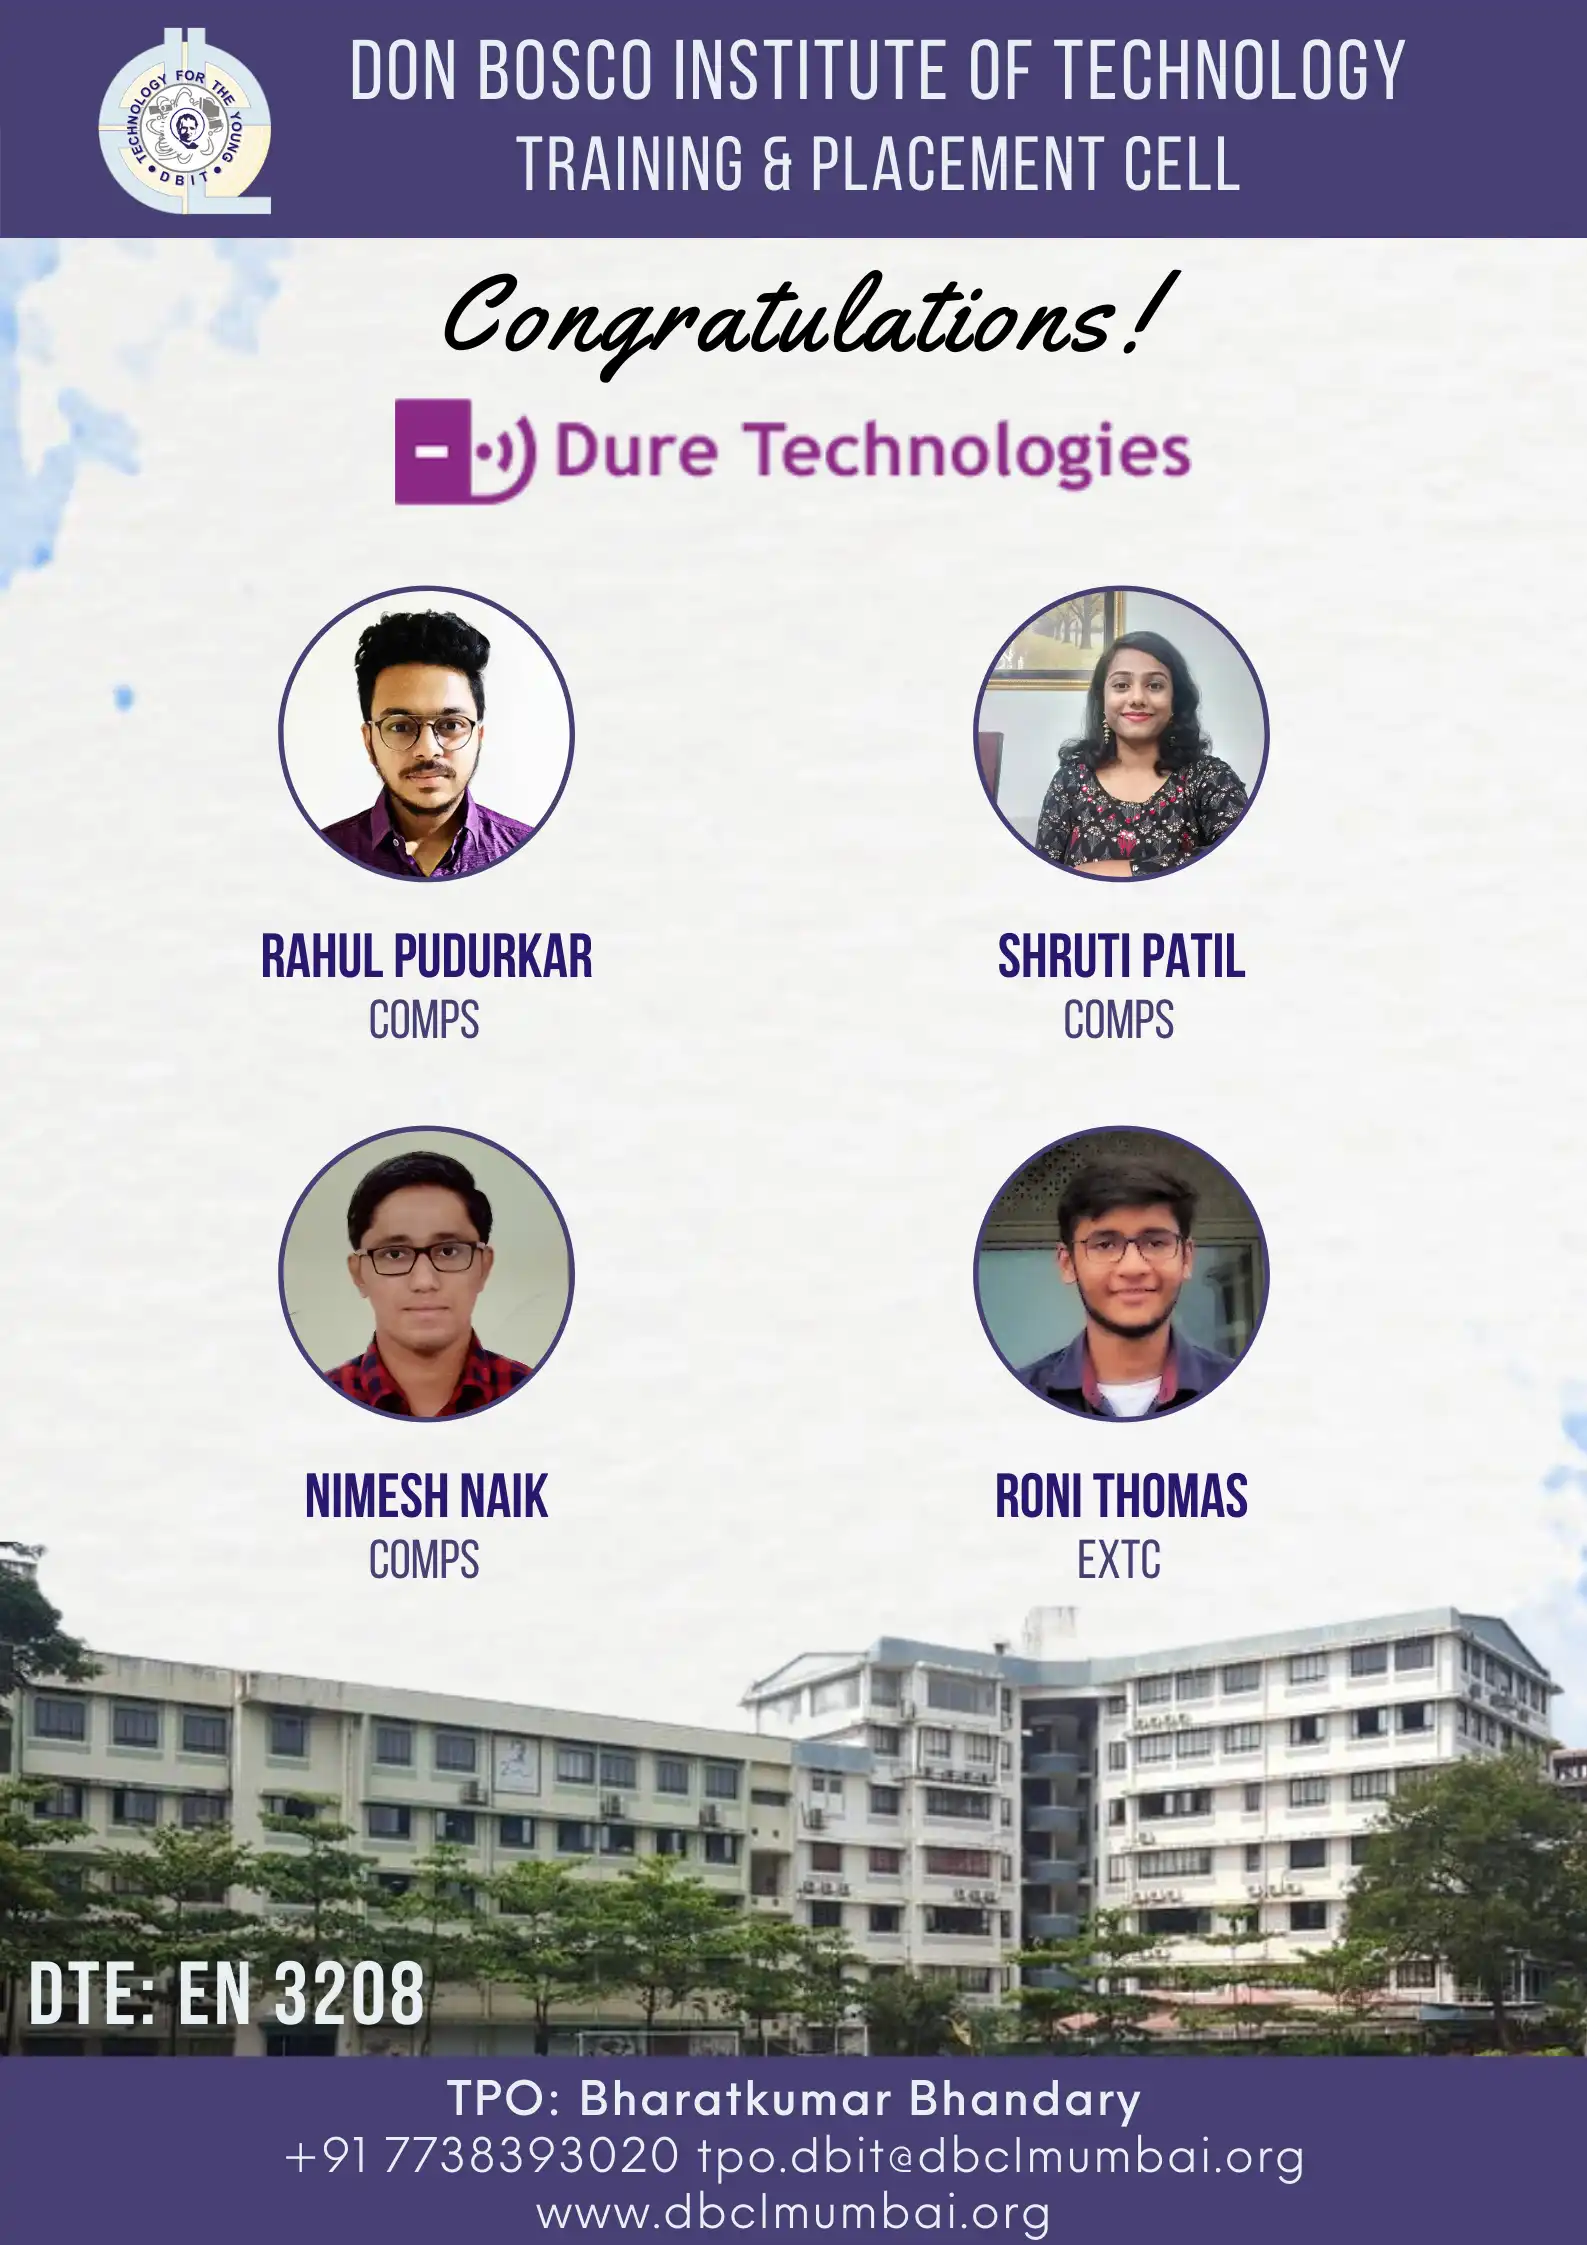 DON BOSCO INSTITUTE OF TECHNOLOGY
TRAINING & PLACEMENT CELL
TECHNOLOGY FOR THE YOUNG
• DBIT •
Congratulations!
Dure Technologies
RAHUL PUDURKAR
COMPS
SHRUTI PATIL
COMPS
NIMESH NAIK
COMPS
RONI THOMAS
EXTC
DTE: EN 3208
TPO: Bharatkumar Bhandary
+91 7738393020 tpo.dbit@dbclmumbai.org
www.dbclmumbai.org